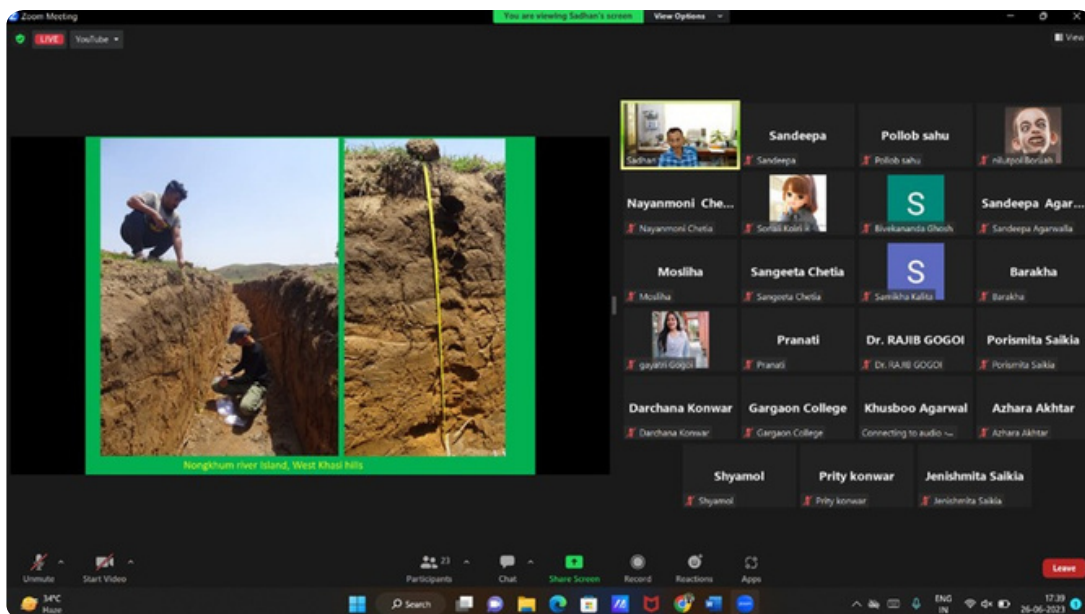 Zoom Meeting
You are viewing Sadhan's screen View Options
LIVE YouTube
View
Nongkhum river Island, West Khasi hills
Sadhan
Sandeepa
Sandeepa
Pollob sahu
Pollob sahu
nilutpol Boruah
Nayanmoni Che...
Nayanmoni Chetia
Sonali Koiri
S
Bivekananda Ghosh
Sandeepa Agar...
Sandeepa Agarwalla
Mosliha
Mosliha
Sangeeta Chetia
Sangeeta Chetia
S
Samikha Kalita
Barakha
Barakha
gayatri Gogoi
Pranati
Pranati
Dr. RAJIB GOGOI
Dr. RAJIB GOGOI
Porismita Saikia
Porismita Saikia
Darchana Konwar
Darchana Konwar
Gargaon College
Gargaon College
Khusboo Agarwal
Connecting to audio
Azhara Akhtar
Azhara Akhtar
Shyamol
Shyamol
Prity konwar
Prity konwar
Jenishmita Saikia
Jenishmita Saikia
Unmute
Start Video
23
Participants
Chat
Share Screen
Record
Reactions
Apps
Leave
34°C
Haze
Search
ENG
IN
17:39
26-06-2023